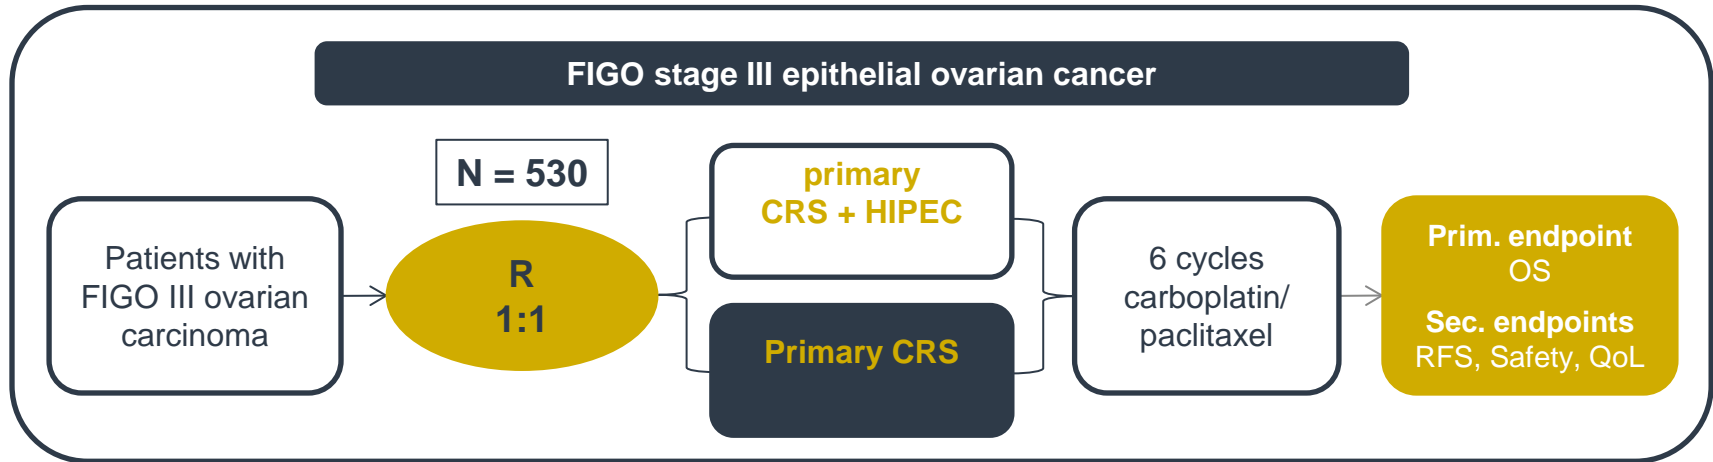 FIGO stage III epithelial ovarian cancer
N = 530
Patients with
FIGO III ovarian
carcinoma
R
1:1
primary
CRS + HIPEC
Primary CRS
6 cycles
carboplatin/
paclitaxel
Prim. endpoint
OS
Sec. endpoints
RFS, Safety, QoL